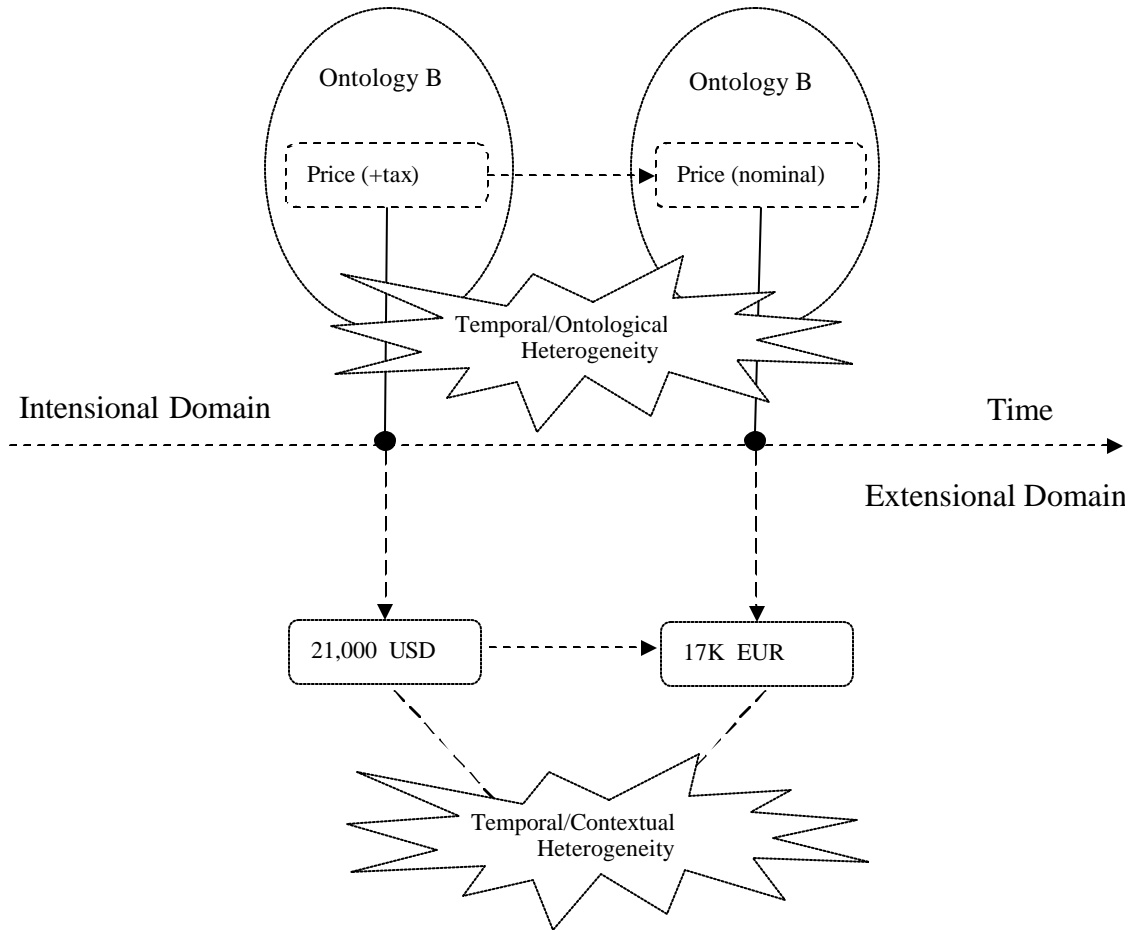 Ontology B
Ontology B
Price (+tax)
Price (nominal)
Temporal/Ontological
Heterogeneity
Intensional Domain
Time
Extensional Domain
21,000 USD
17K EUR
Temporal/Contextual
Heterogeneity